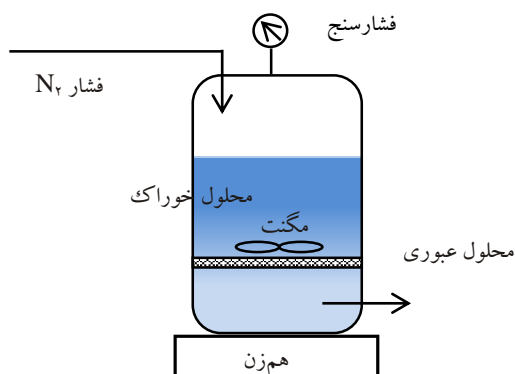 فشارسنج
فشار N۲
محلول خوراک
مگنت
محلول عبوری
هم‌زن